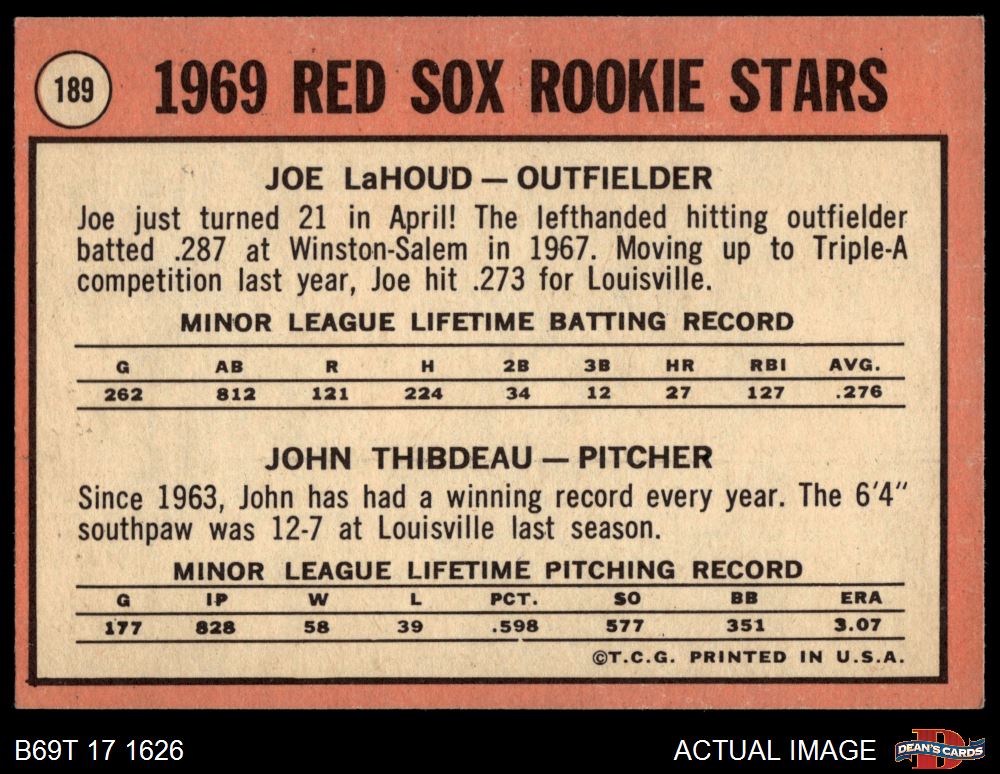 189
1969 RED SOX ROOKIE STARS
JOE LaHOUD — OUTFIELDER
Joe just turned 21 in April! The lefthanded hitting outfielder
batted .287 at Winston-Salem in 1967. Moving up to Triple-A
competition last year, Joe hit .273 for Louisville.
MINOR LEAGUE LIFETIME BATTING RECORD
G AB R H 2B 3B HR RBI AVG.
262 812 121 224 34 12 27 127 .276
JOHN THIBDEAU — PITCHER
Since 1963, John has had a winning record every year. The 6'4"
southpaw was 12-7 at Louisville last season.
MINOR LEAGUE LIFETIME PITCHING RECORD
G IP W L PCT. SO BB ERA
177 828 58 39 .598 577 351 3.07
©T.C.G. PRINTED IN U.S.A.
B69T 17 1626
ACTUAL IMAGE
D
DEAN'S CARDS